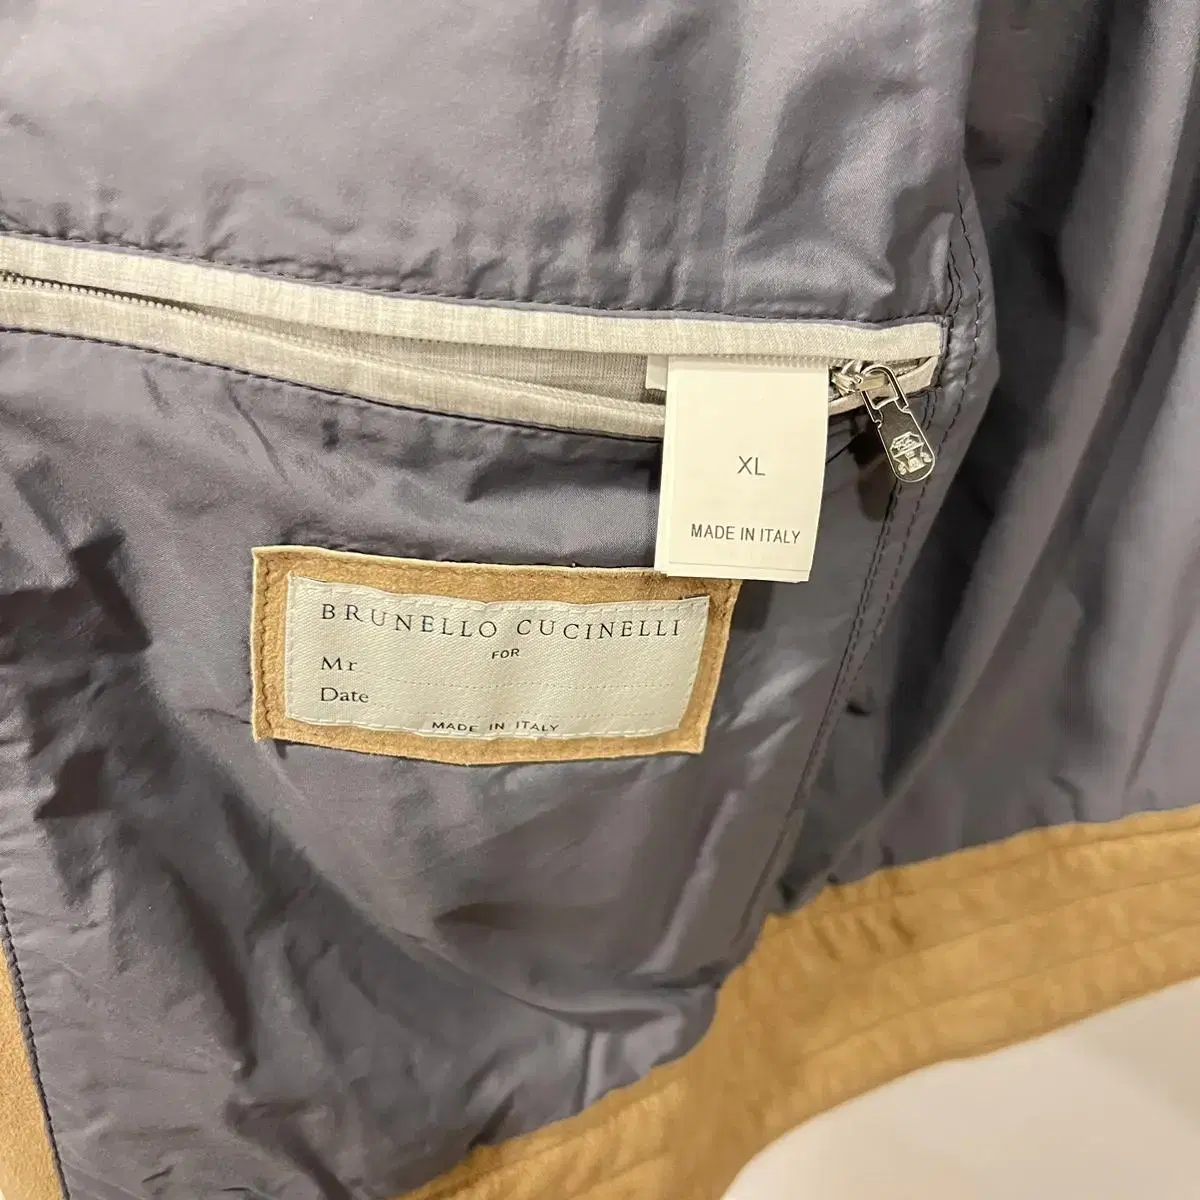 XL
MADE IN ITALY
BRUNELLO CUCINELLI
FOR
Mr
Date
MADE IN ITALY